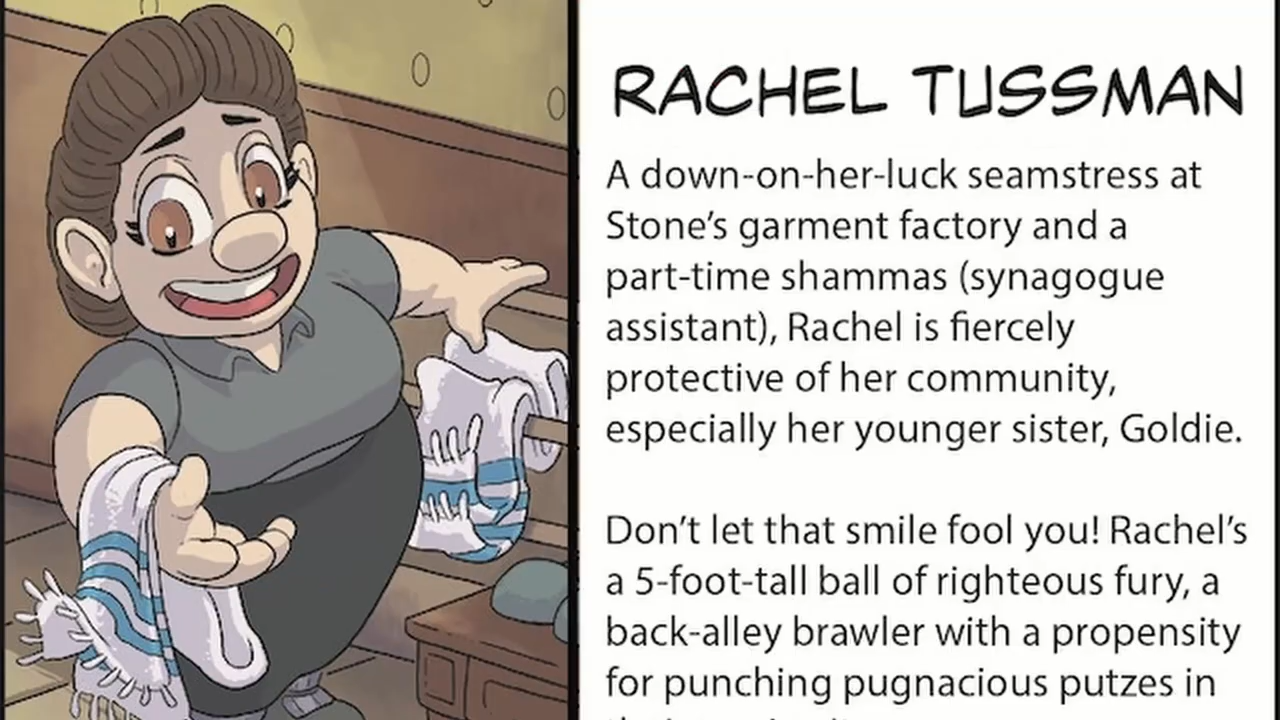 RACHEL TUSSMAN
A down-on-her-luck seamstress at
Stone’s garment factory and a
part-time shammas (synagogue
assistant), Rachel is fiercely
protective of her community,
especially her younger sister, Goldie.
Don’t let that smile fool you! Rachel’s
a 5-foot-tall ball of righteous fury, a
back-alley brawler with a propensity
for punching pugnacious putzes in